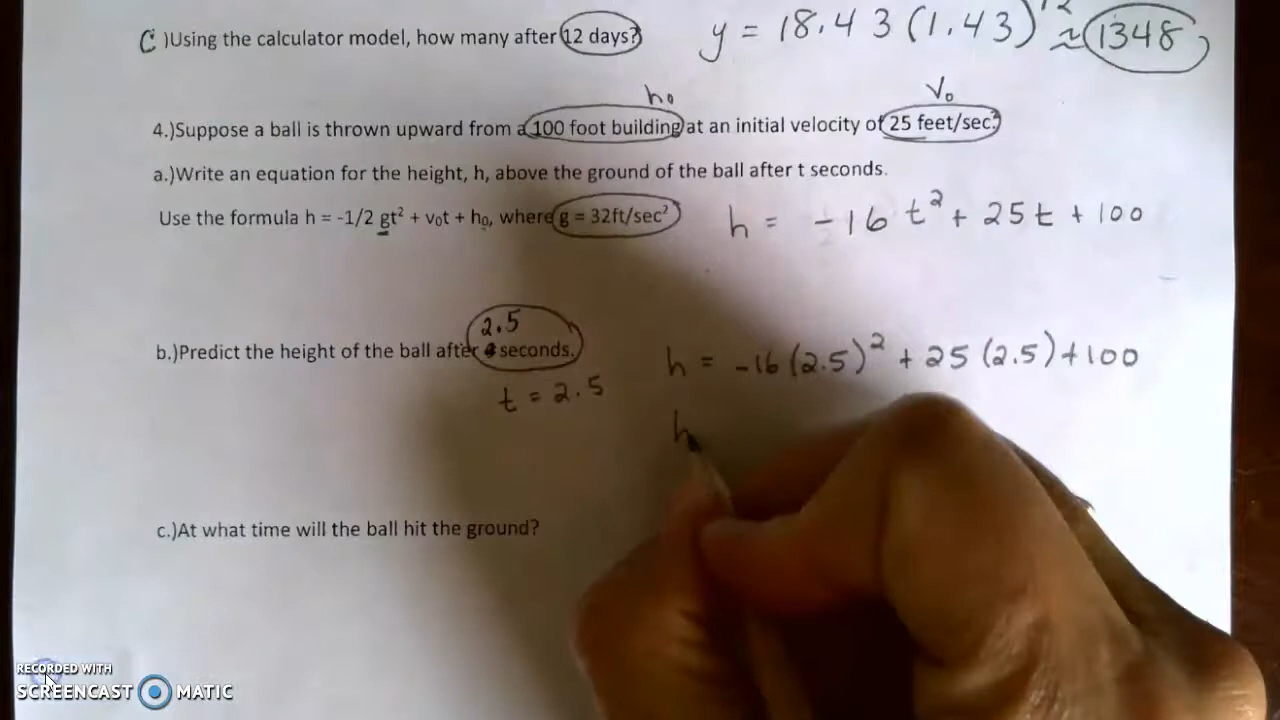 C )Using the calculator model, how many after 12 days? y = 18.43 (1.43)¹² ≈ 1348
h₀ V₀
4.)Suppose a ball is thrown upward from a 100 foot building at an initial velocity of 25 feet/sec.
a.)Write an equation for the height, h, above the ground of the ball after t seconds.
Use the formula h = -1/2 gt² + v₀t + h₀, where g = 32ft/sec² h = -16 t² + 25t + 100
2.5
b.)Predict the height of the ball after seconds. h = -16(2.5)² + 25(2.5)+100
t = 2.5
h
c.)At what time will the ball hit the ground?
RECORDED WITH
SCREENCAST MATIC